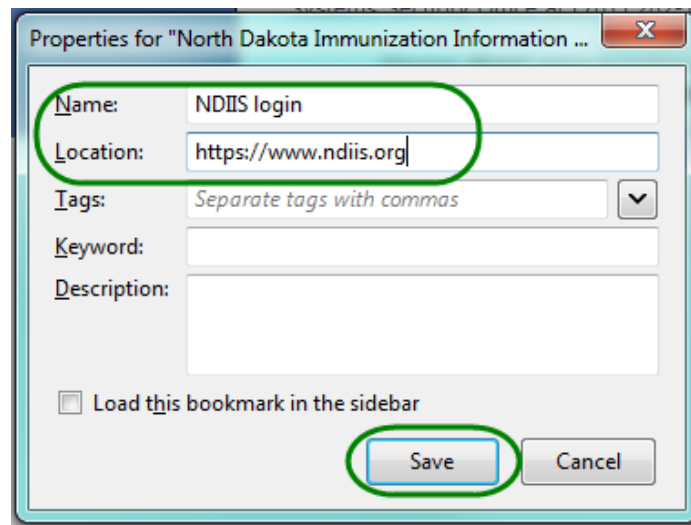 Properties for "North Dakota Immunization Information ...
Name: NDIIS login
Location: https://www.ndiis.org
Tags: Separate tags with commas
Keyword:
Description:
Load this bookmark in the sidebar
Save Cancel